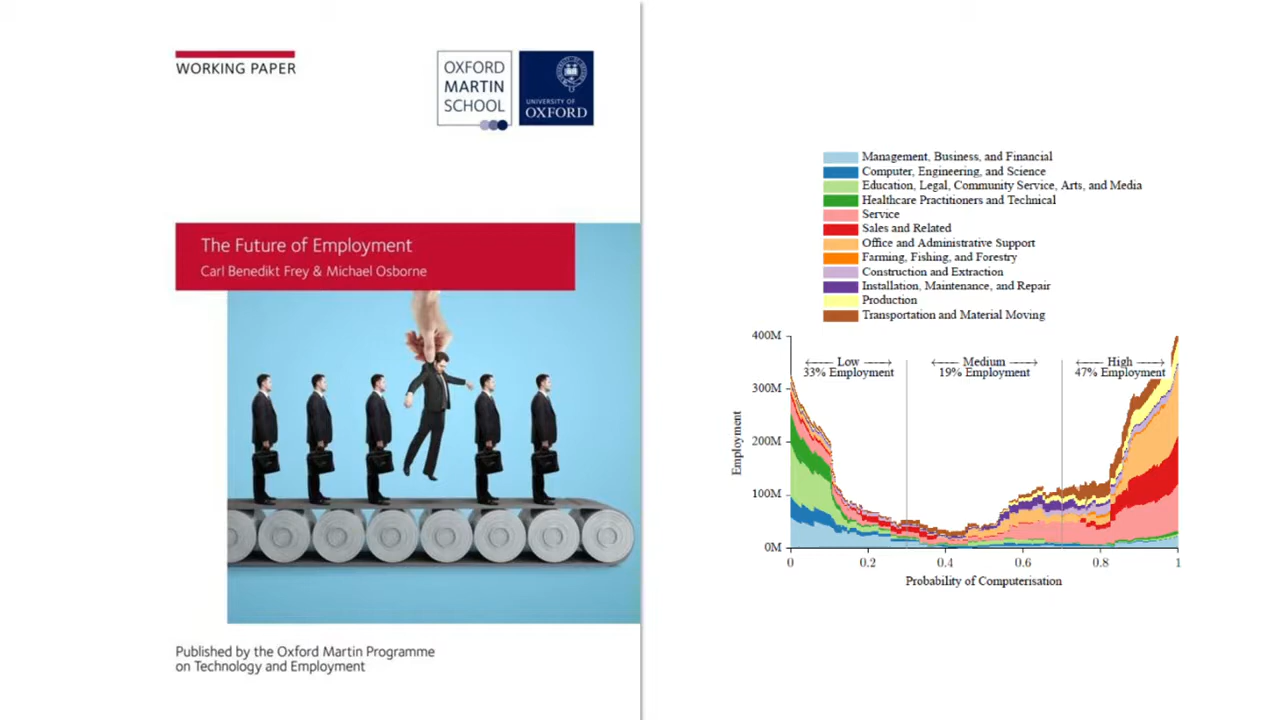 WORKING PAPER
OXFORD
MARTIN
SCHOOL
UNIVERSITY OF
OXFORD
The Future of Employment
Carl Benedikt Frey & Michael Osborne
Published by the Oxford Martin Programme
on Technology and Employment
Management, Business, and Financial
Computer, Engineering, and Science
Education, Legal, Community Service, Arts, and Media
Healthcare Practitioners and Technical
Service
Sales and Related
Office and Administrative Support
Farming, Fishing, and Forestry
Construction and Extraction
Installation, Maintenance, and Repair
Production
Transportation and Material Moving
400M
300M
200M
100M
0M
Employment
Low
33% Employment
Medium
19% Employment
High
47% Employment
0 0.2 0.4 0.6 0.8 1
Probability of Computerisation